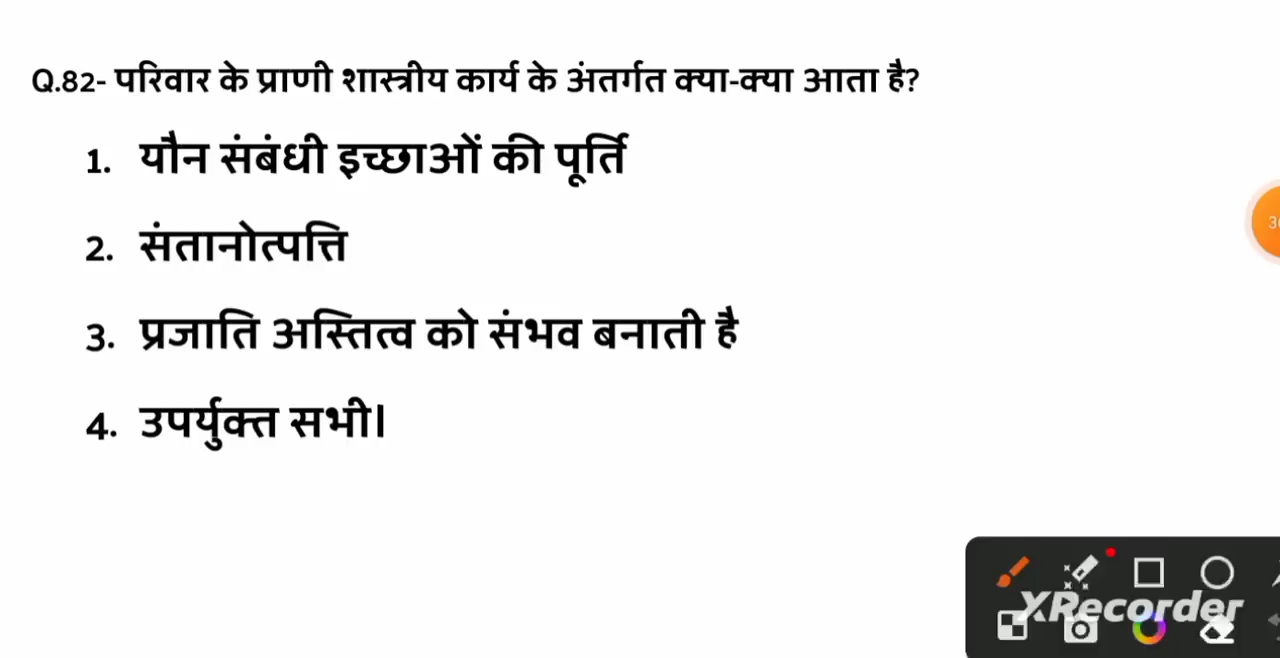 Q.82- परिवार के प्राणी शास्त्रीय कार्य के अंतर्गत क्या-क्या आता है?
1. यौन संबंधी इच्छाओं की पूर्ति
2. संतानोत्पत्ति
3. प्रजाति अस्तित्व को संभव बनाती है
4. उपर्युक्त सभी।
XRecorder